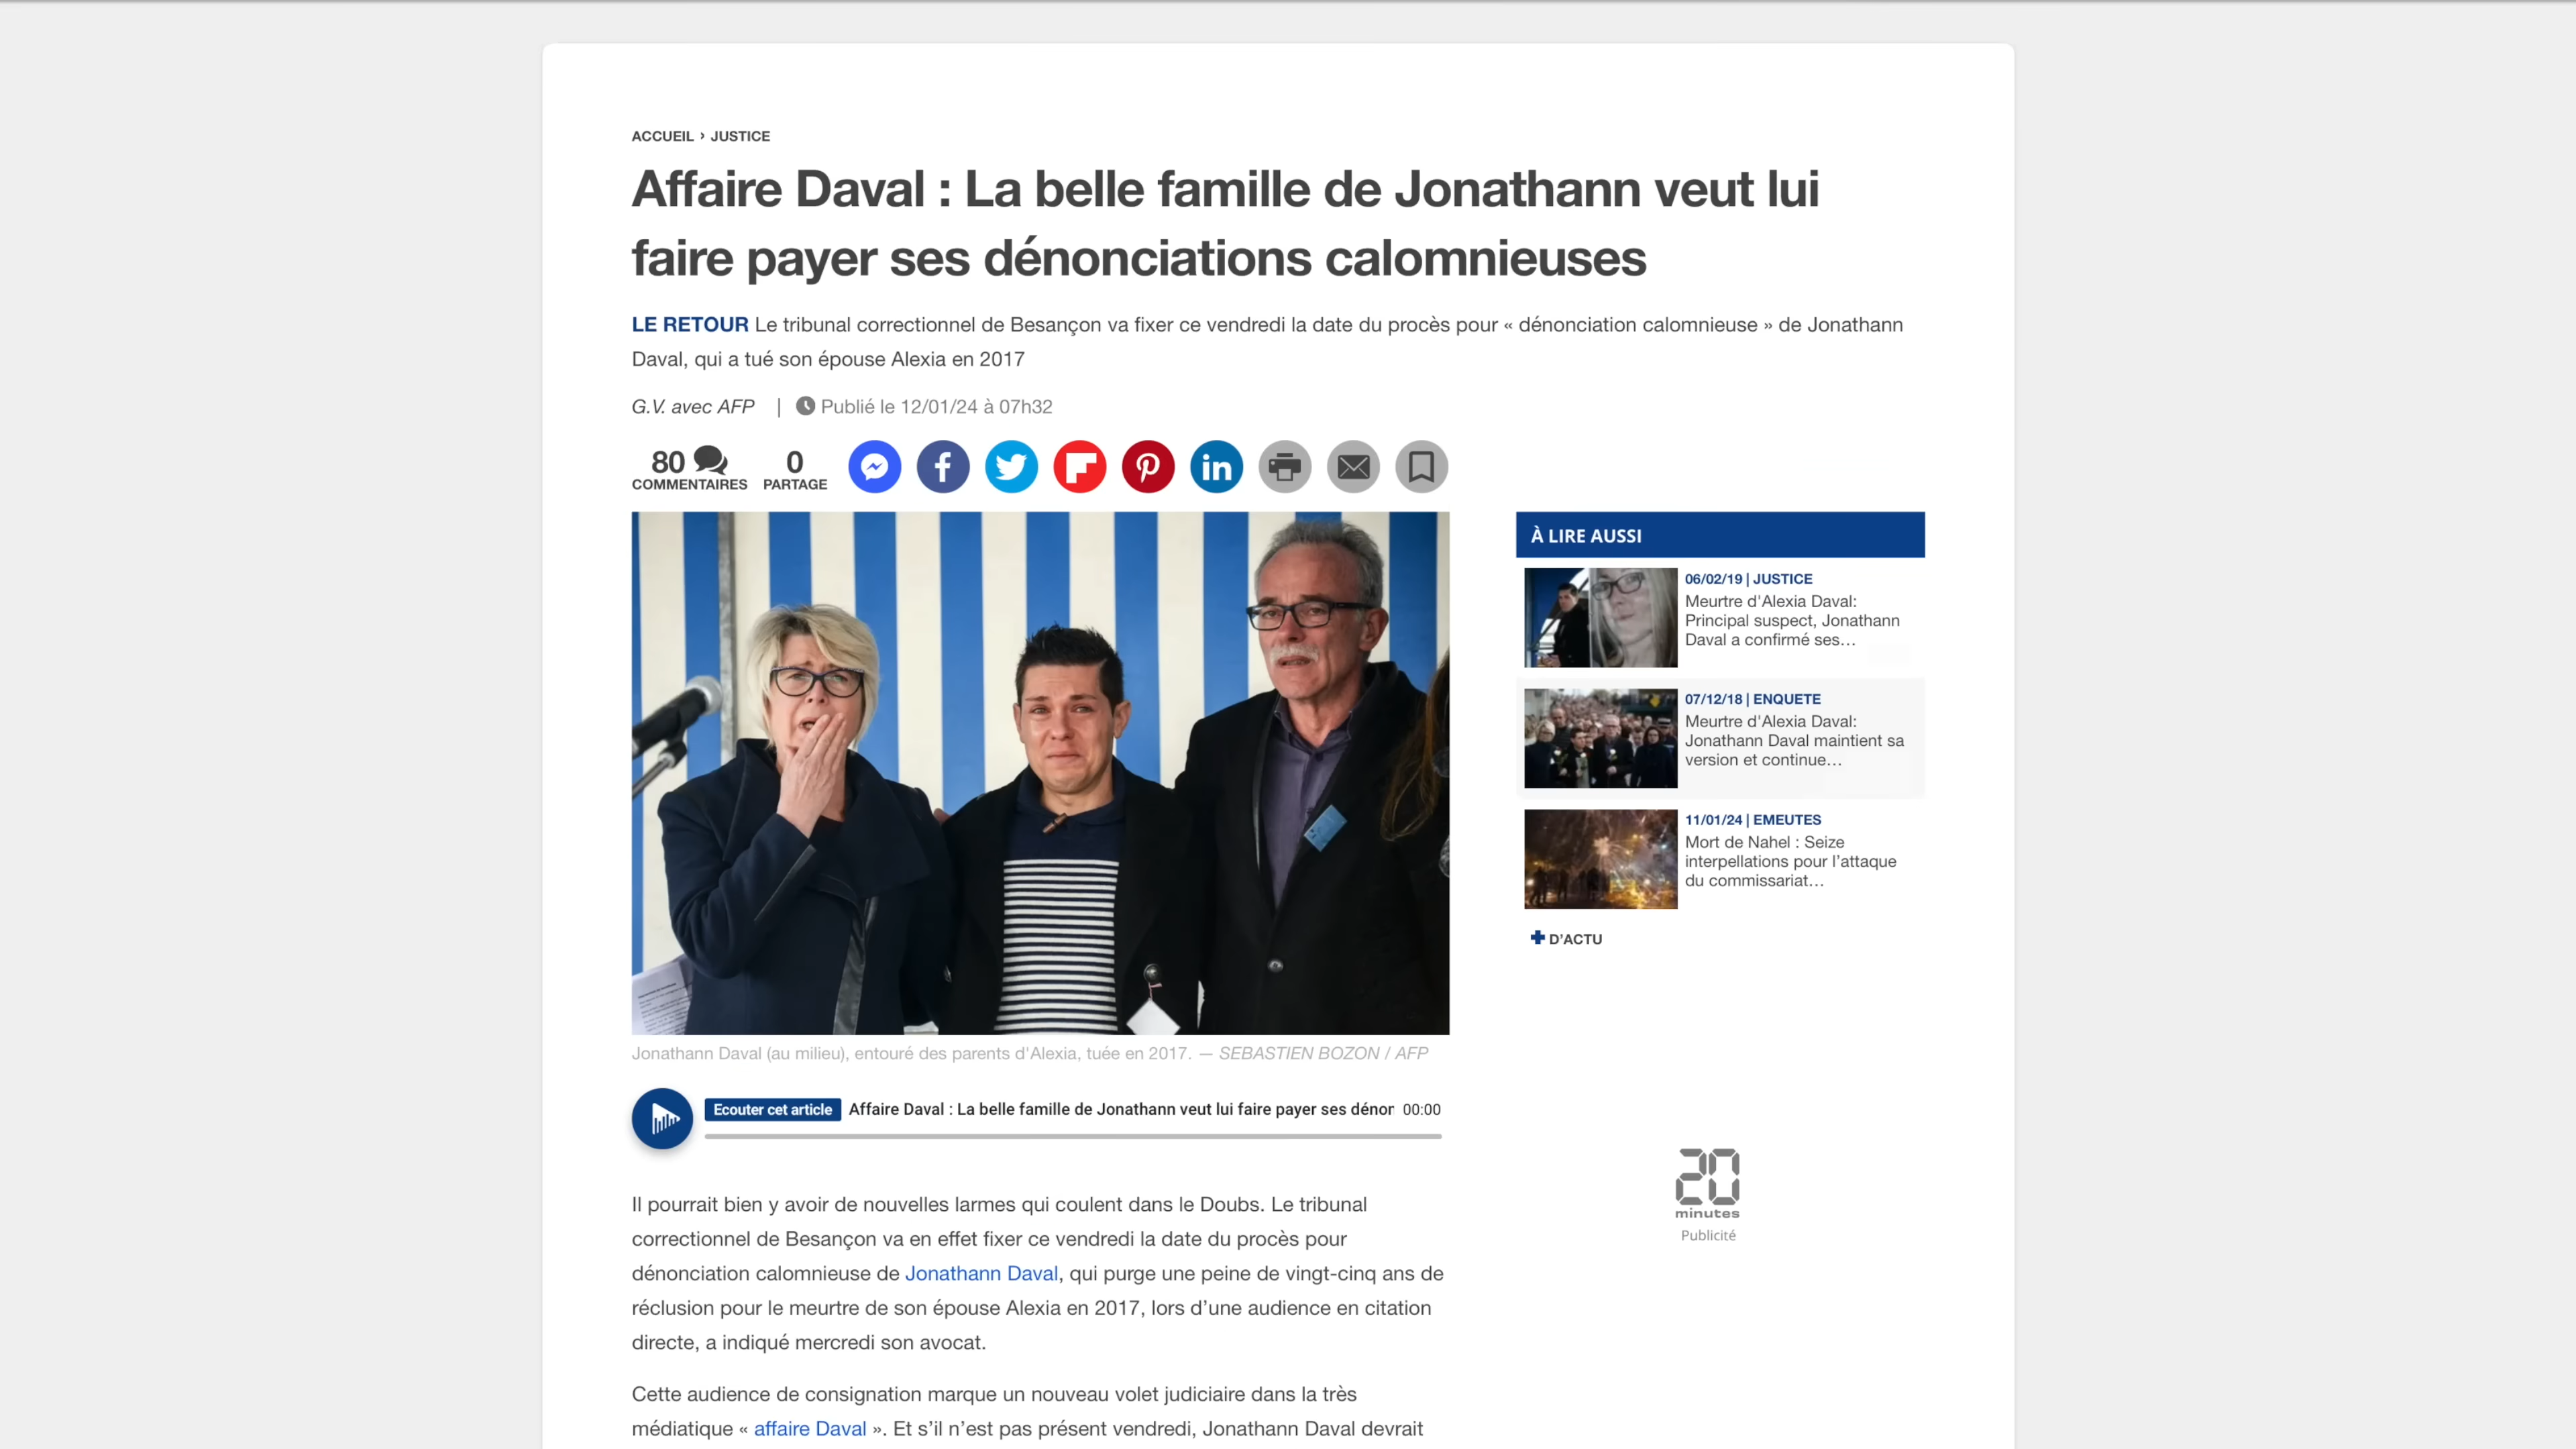 ACCUEIL › JUSTICE
Affaire Daval : La belle famille de Jonathann veut lui
faire payer ses dénonciations calomnieuses
LE RETOUR Le tribunal correctionnel de Besançon va fixer ce vendredi la date du procès pour « dénonciation calomnieuse » de Jonathann
Daval, qui a tué son épouse Alexia en 2017
G.V. avec AFP | Publié le 12/01/24 à 07h32
80
COMMENTAIRES
0
PARTAGE
Jonathann Daval (au milieu), entouré des parents d'Alexia, tuée en 2017. — SEBASTIEN BOZON / AFP
Ecouter cet article Affaire Daval : La belle famille de Jonathann veut lui faire payer ses dénor 00:00
Il pourrait bien y avoir de nouvelles larmes qui coulent dans le Doubs. Le tribunal
correctionnel de Besançon va en effet fixer ce vendredi la date du procès pour
dénonciation calomnieuse de Jonathann Daval, qui purge une peine de vingt-cinq ans de
réclusion pour le meurtre de son épouse Alexia en 2017, lors d’une audience en citation
directe, a indiqué mercredi son avocat.
Cette audience de consignation marque un nouveau volet judiciaire dans la très
médiatique « affaire Daval ». Et s’il n’est pas présent vendredi, Jonathann Daval devrait
À LIRE AUSSI
06/02/19 | JUSTICE
Meurtre d'Alexia Daval:
Principal suspect, Jonathann
Daval a confirmé ses…
07/12/18 | ENQUETE
Meurtre d'Alexia Daval:
Jonathann Daval maintient sa
version et continue…
11/01/24 | EMEUTES
Mort de Nahel : Seize
interpellations pour l’attaque
du commissariat…
D’ACTU
20
minutes
Publicité